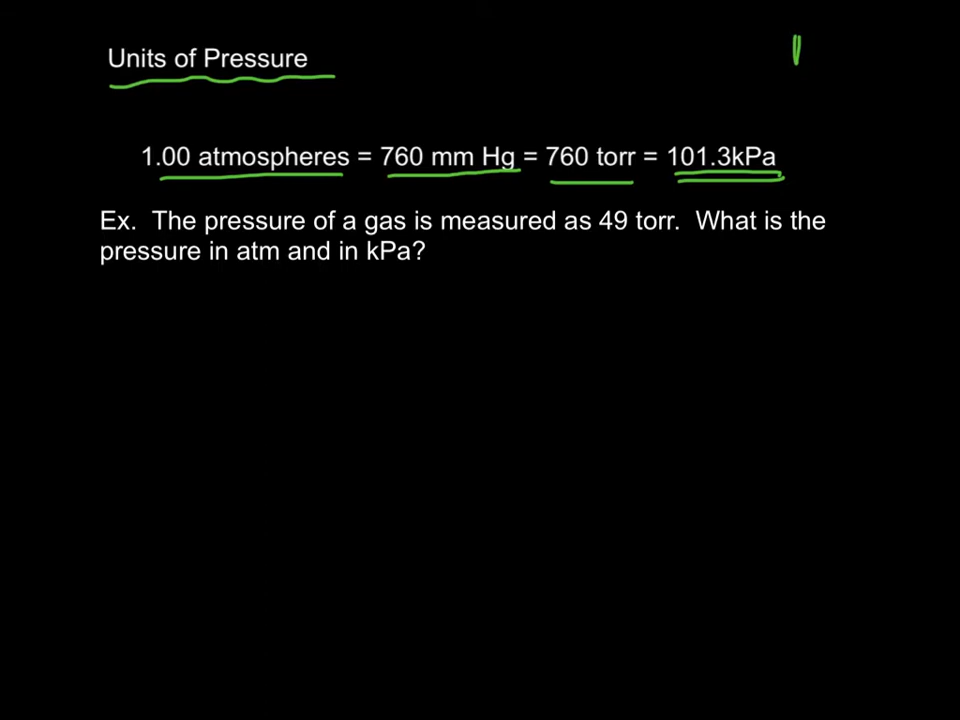 Units of Pressure
1.00 atmospheres = 760 mm Hg = 760 torr = 101.3kPa
Ex.  The pressure of a gas is measured as 49 torr.  What is the
pressure in atm and in kPa?